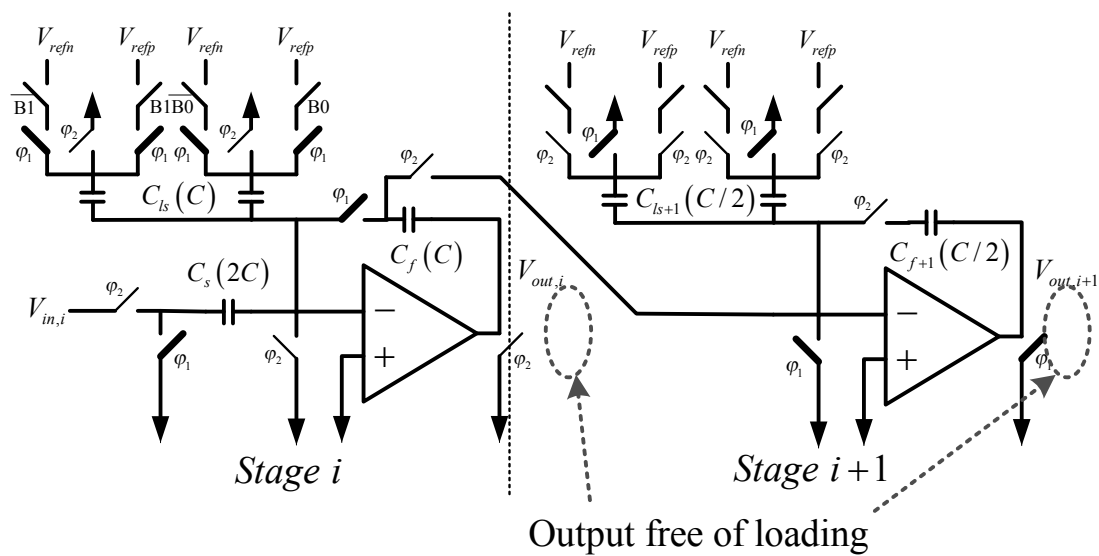 V_refn V_refp V_refn V_refp V_refn V_refp V_refn V_refp
B1̅ B1 B0̅ B0
φ2 φ2 φ1 φ1
φ1 φ1 φ1 φ1 φ2 φ2 φ2 φ2
φ2
C_ls (C) φ1 C_ls+1 (C/2) φ2
C_f (C) C_f+1 (C/2)
C_s (2C) V_out,i V_out,i+1
V_in,i φ2 − −
φ1 φ2 + φ2 φ1 + φ1
Stage i Stage i+1
Output free of loading